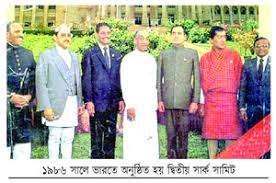 ১৯৮৬ সালে ভারতে অনুষ্ঠিত হয় দ্বিতীয় সার্ক সামিট